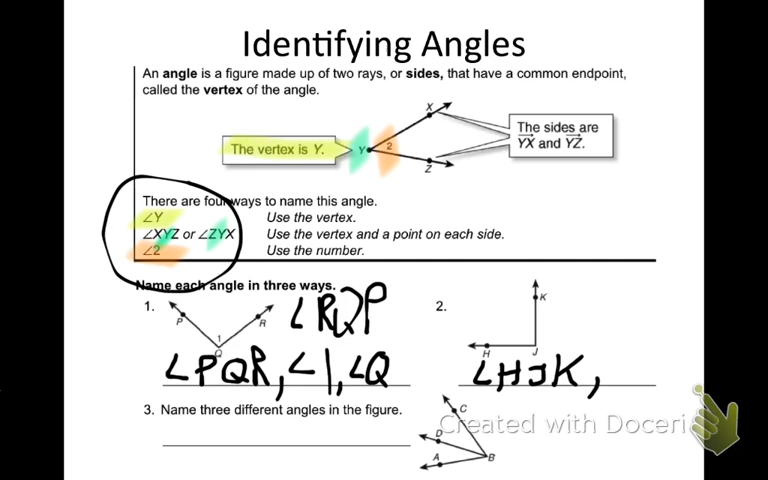 Identifying Angles
An angle is a figure made up of two rays, or sides, that have a common endpoint,
called the vertex of the angle.
X
The vertex is Y.
Y
2
The sides are
YX and YZ.
Z
There are four ways to name this angle.
∠Y Use the vertex.
∠XYZ or ∠ZYX Use the vertex and a point on each side.
∠2 Use the number.
Name each angle in three ways.
1.
P
R
1
Q
∠RQP
∠PQR, ∠1, ∠Q
2.
K
H
J
∠HJK,
3. Name three different angles in the figure.
C
D
A
B
Created with Doceri